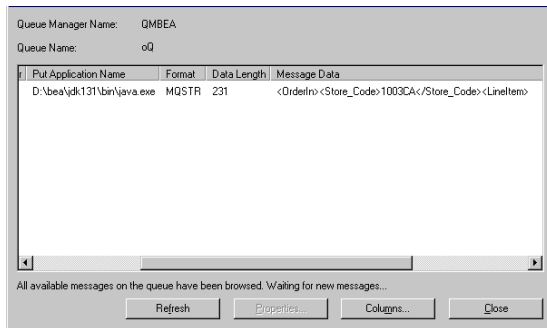 Queue Manager Name: QMBEA
Queue Name: oQ
r Put Application Name Format Data Length Message Data
D:\bea\jdk131\bin\java.exe MQSTR 231 <OrderIn><Store_Code>1003CA</Store_Code><LineItem>
All available messages on the queue have been browsed. Waiting for new messages...
Refresh Properties... Columns... Close